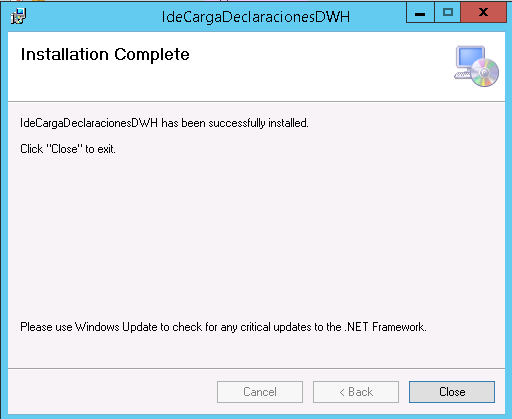 IdeCargaDeclaracionesDWH
Installation Complete
IdeCargaDeclaracionesDWH has been successfully installed.
Click "Close" to exit.
Please use Windows Update to check for any critical updates to the .NET Framework.
Cancel
< Back
Close